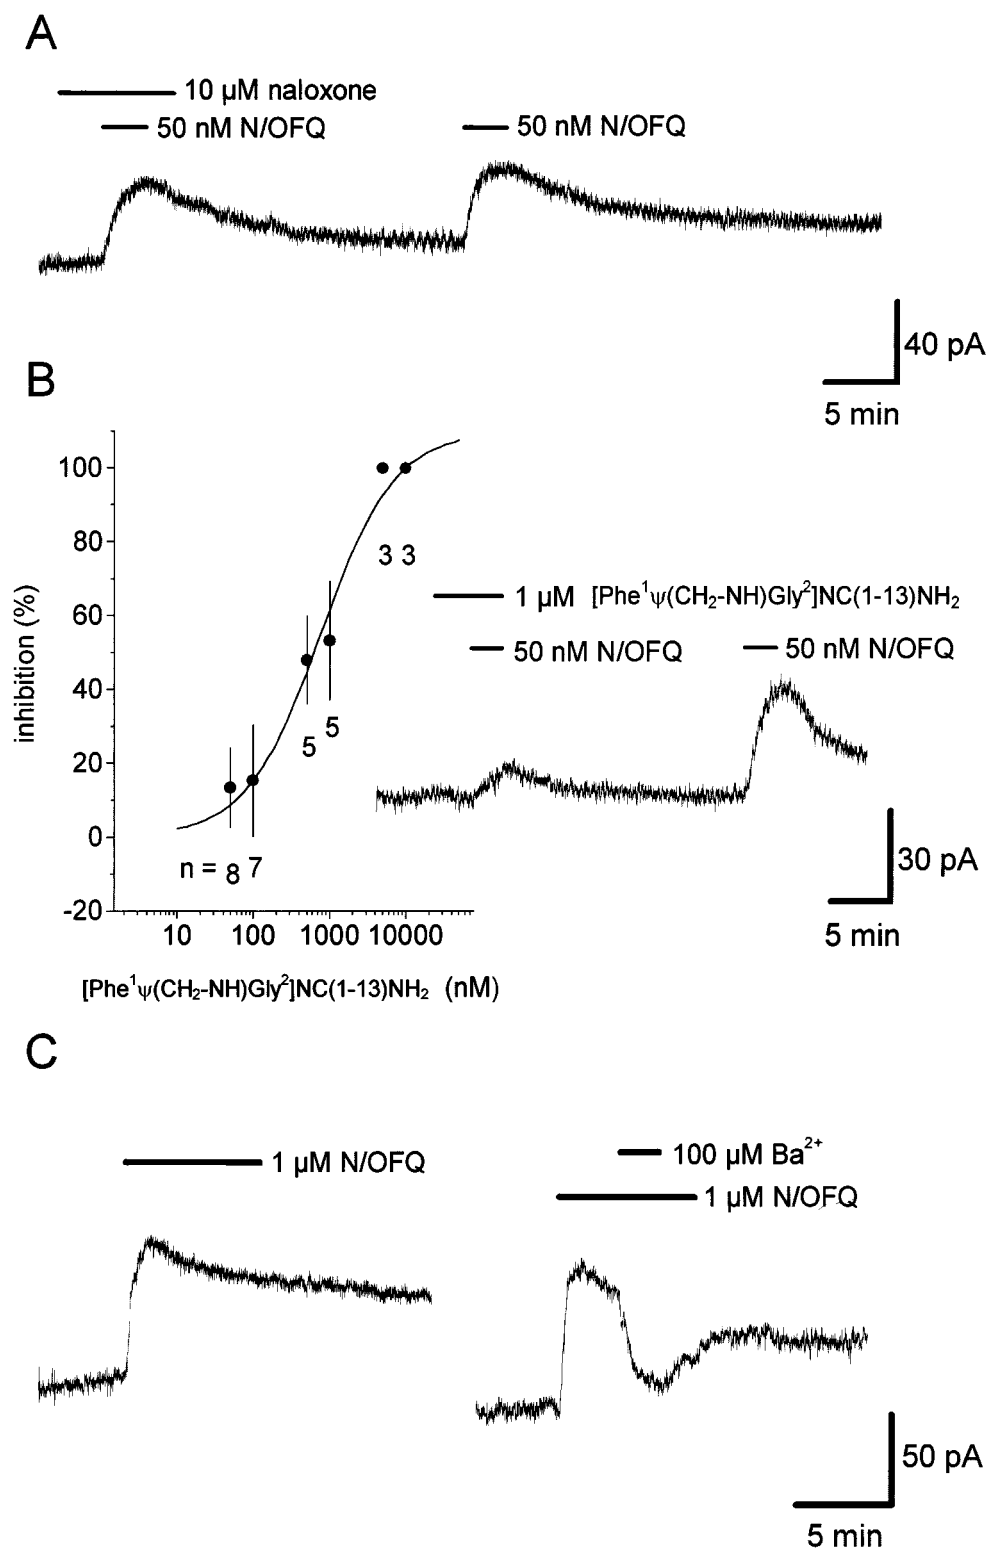 A
10 µM naloxone
50 nM N/OFQ
50 nM N/OFQ
40 pA
5 min
B
100
80
60
40
20
0
-20
inhibition (%)
3 3
5
5
n = 8 7
10 100 1000 10000
[Phe¹ψ(CH₂-NH)Gly²]NC(1-13)NH₂ (nM)
1 µM [Phe¹ψ(CH₂-NH)Gly²]NC(1-13)NH₂
50 nM N/OFQ
50 nM N/OFQ
30 pA
5 min
C
1 µM N/OFQ
100 µM Ba²⁺
1 µM N/OFQ
50 pA
5 min